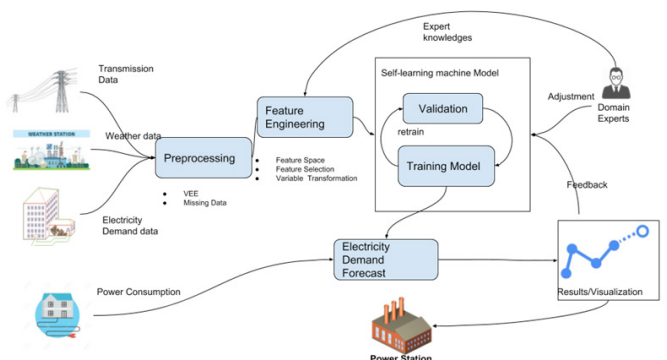 Expert
knowledges
Transmission
Data
Self-learning machine Model
Feature
Engineering
Validation
Adjustment
Domain
Experts
WEATHER STATION
Weather data
retrain
Preprocessing
Training Model
Feature Space
Feature Selection
Variable Transformation
VEE
Missing Data
Feedback
Electricity
Demand data
Electricity
Demand
Forecast
Power Consumption
Results/Visualization
Power Station